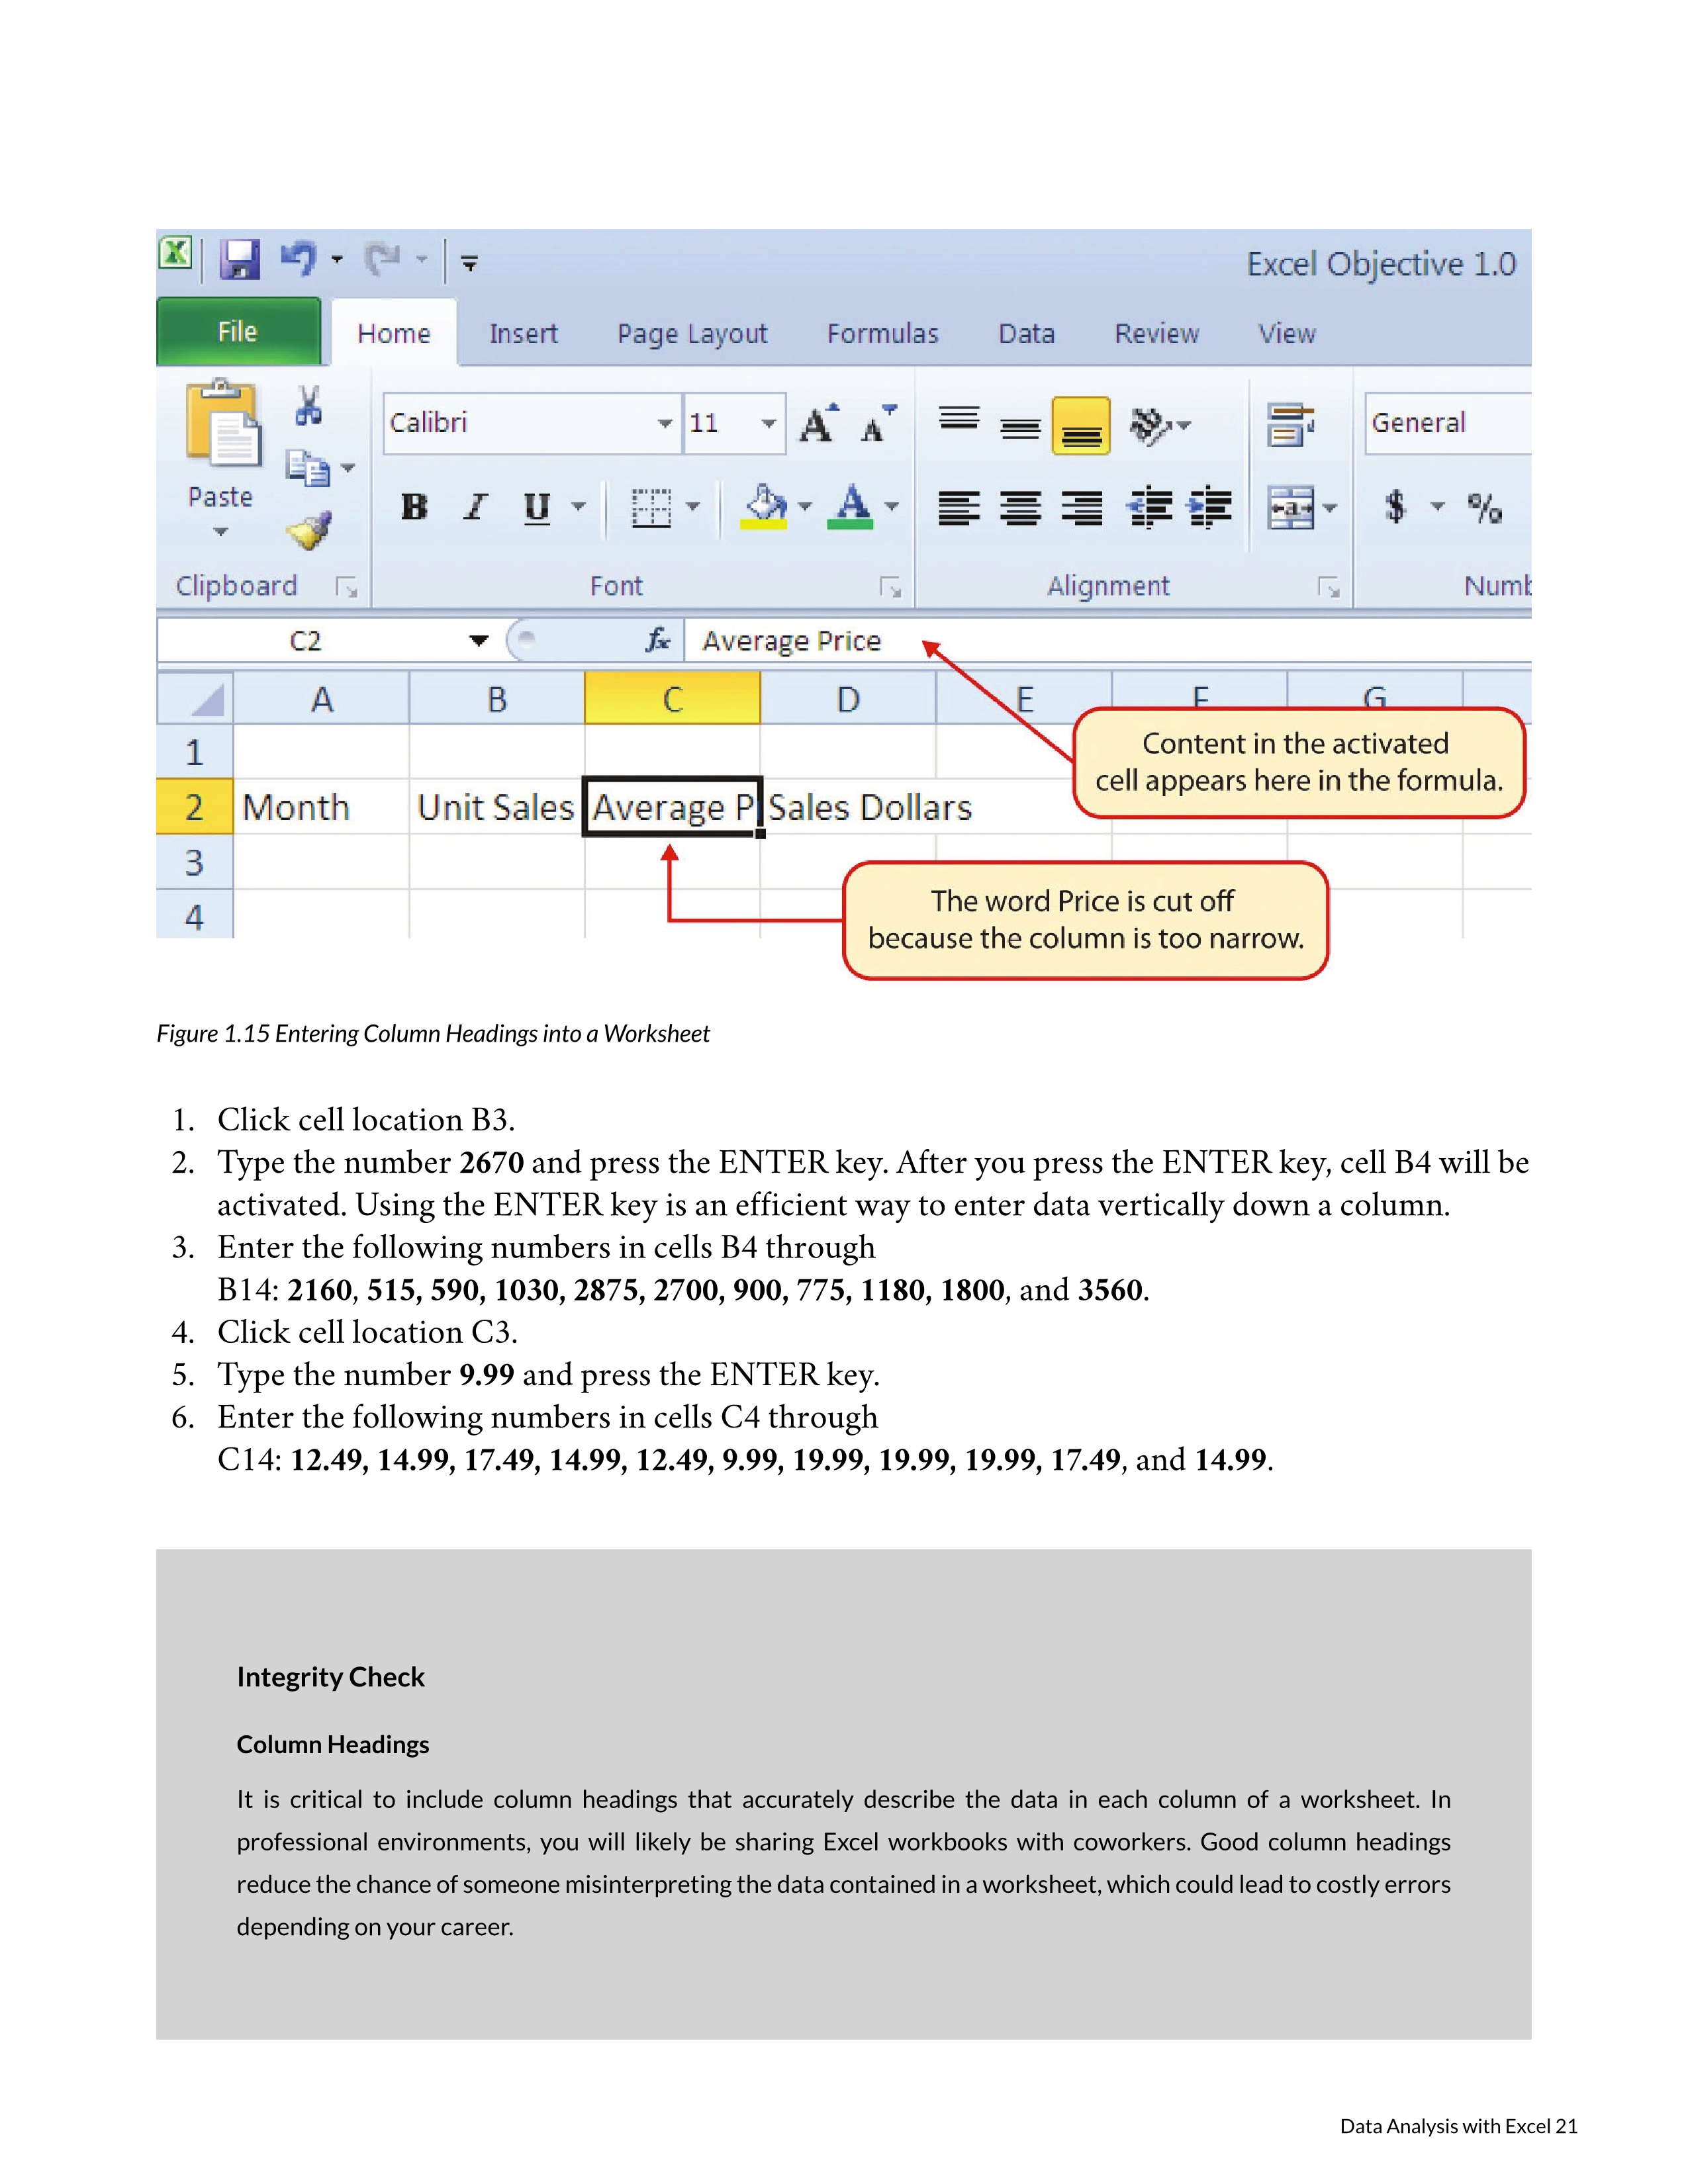 Excel Objective 1.0
File Home Insert Page Layout Formulas Data Review View
Calibri 11 A A General
Paste B I U A $ %
Clipboard Font Alignment Numb
C2 fx Average Price
A B C D E F G
1
Content in the activated
cell appears here in the formula.
2 Month Unit Sales Average P Sales Dollars
3
The word Price is cut off
because the column is too narrow.
4
Figure 1.15 Entering Column Headings into a Worksheet
1. Click cell location B3.
2. Type the number 2670 and press the ENTER key. After you press the ENTER key, cell B4 will be
activated. Using the ENTER key is an efficient way to enter data vertically down a column.
3. Enter the following numbers in cells B4 through
B14: 2160, 515, 590, 1030, 2875, 2700, 900, 775, 1180, 1800, and 3560.
4. Click cell location C3.
5. Type the number 9.99 and press the ENTER key.
6. Enter the following numbers in cells C4 through
C14: 12.49, 14.99, 17.49, 14.99, 12.49, 9.99, 19.99, 19.99, 19.99, 17.49, and 14.99.
Integrity Check
Column Headings
It is critical to include column headings that accurately describe the data in each column of a worksheet. In
professional environments, you will likely be sharing Excel workbooks with coworkers. Good column headings
reduce the chance of someone misinterpreting the data contained in a worksheet, which could lead to costly errors
depending on your career.
Data Analysis with Excel 21